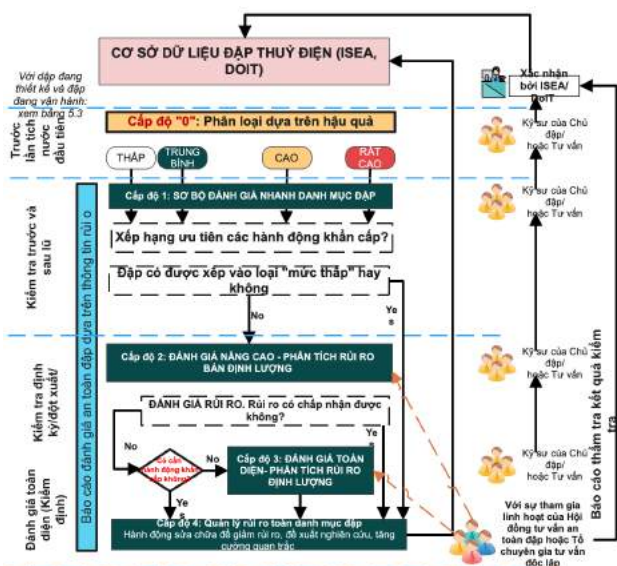 CƠ SỞ DỮ LIỆU ĐẬP THUỶ ĐIỆN (ISEA,
DOIT)
Xác nhận
bởi ISEA/
DoIT
Với đập đang
thiết kế và đập
đang vận hành:
xem bảng 5.3
Trước
lần tích
nước
đầu tiên
Cấp độ "0": Phân loại dựa trên hậu quả
Kỹ sư của Chủ
đập/
hoặc Tư vấn
THẤP
TRUNG
BÌNH
CAO
RẤT
CAO
Cấp độ 1: SƠ BỘ ĐÁNH GIÁ NHANH DANH MỤC ĐẬP
Kỹ sư của Chủ
đập/
hoặc Tư vấn
Kiểm tra trước và
sau lũ
Xếp hạng ưu tiên các hành động khẩn cấp?
Đập có được xếp vào loại "mức thấp" hay
không
No
Ye
s
Báo cáo đánh giá an toàn đập dựa trên thông tin rủi ro
Kiểm tra định
kỳ/đột xuất/
Cấp độ 2: ĐÁNH GIÁ NÂNG CAO - PHÂN TÍCH RỦI RO
BÁN ĐỊNH LƯỢNG
Kỹ sư của Chủ
đập/
hoặc Tư vấn
ĐÁNH GIÁ RỦI RO. Rủi ro có chấp nhận được
không?
No
Ye
s
Có cần
hành động khẩn
cấp không?
No
Cấp độ 3: ĐÁNH GIÁ TOÀN
DIỆN- PHÂN TÍCH RỦI RO
ĐỊNH LƯỢNG
Kỹ sư của Chủ
đập/
hoặc Tư vấn
Đánh giá toàn
diện (Kiểm
định)
Ye
s
Cấp độ 4: Quản lý rủi ro toàn danh mục đập
Hành động sửa chữa để giảm rủi ro, đề xuất nghiên cứu, tăng
cường quan trắc
Với sự tham gia
linh hoạt của Hội
đồng tư vấn an
toàn đập hoặc Tổ
chuyên gia tư vấn
độc lập
Báo cáo thẩm tra kết quả kiểm
tra